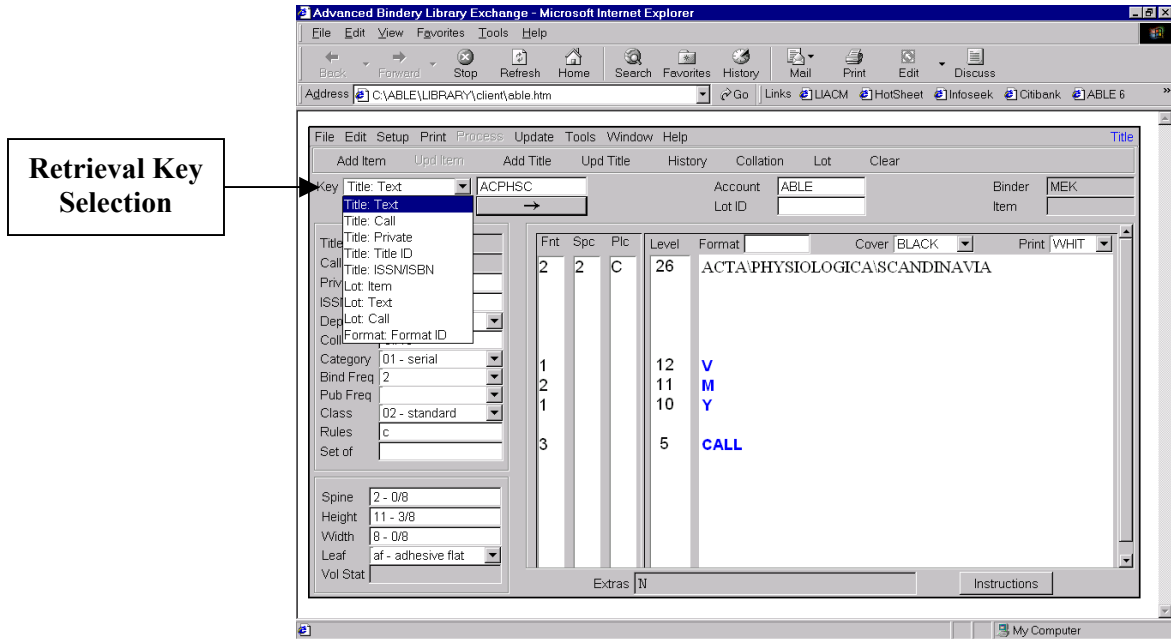 Retrieval Key
Selection
Advanced Bindery Library Exchange - Microsoft Internet Explorer
File Edit View Favorites Tools Help
Back Forward Stop Refresh Home Search Favorites History Mail Print Edit Discuss
Address C:\ABLE\LIBRARY\client\able.htm Go Links LIACM HotSheet Infoseek Citibank ABLE 6 »
File Edit Setup Print Process Update Tools Window Help Title
Add Item Upd Item Add Title Upd Title History Collation Lot Clear
Key Title: Text ACPHSC Account ABLE Binder MEK
→ Lot ID Item
Title: Text
Title: Call
Title: Private
Title: Title ID
Title: ISSN/ISBN
Lot: Item
Lot: Text
Lot: Call
Format: Format ID
Title
Call
Priv
ISS
Dep
Coll
Category 01 - serial
Bind Freq 2
Pub Freq
Class 02 - standard
Rules c
Set of
Spine 2 - 0/8
Height 11 - 3/8
Width 8 - 0/8
Leaf af - adhesive flat
Vol Stat
Fnt Spc Plc Level Format Cover BLACK Print WHIT
2 2 C 26 ACTA\PHYSIOLOGICA\SCANDINAVIA
1 12 V
2 11 M
1 10 Y
3 5 CALL
Extras N Instructions
My Computer